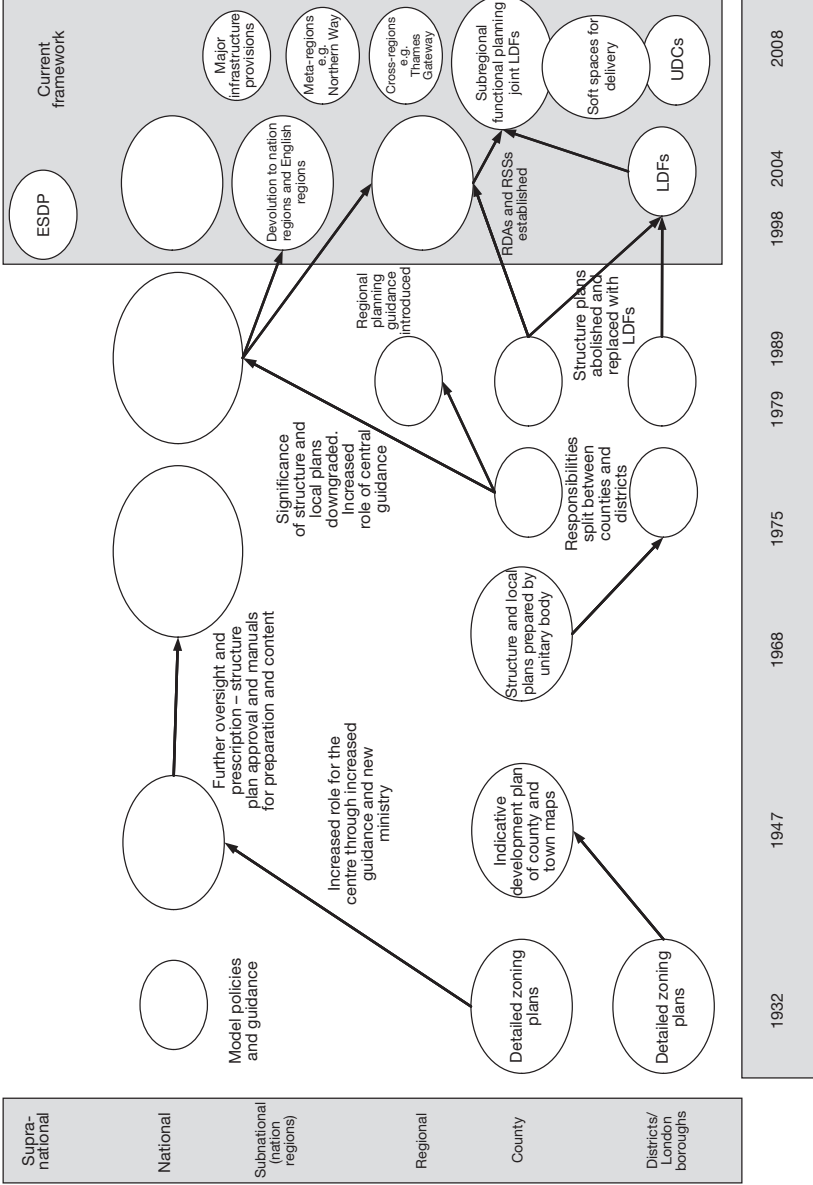 Supra-
national
National
Subnational
(nation
regions)
Regional
County
Districts/
London
boroughs
Model policies
and guidance
Detailed zoning
plans
Detailed zoning
plans
Increased role for the
centre through increased
guidance and new
ministry
Indicative
development plan
of county and
town maps
Further oversight and
prescription – structure
plan approval and manuals
for preparation and content
Structure and local
plans prepared by
unitary body
Significance
of structure and
local plans
downgraded.
Increased
role of central
guidance
Responsibilities
split between
counties and
districts
Regional
planning
guidance
introduced
Structure plans
abolished and
replaced with
LDFs
Current
framework
ESDP
Devolution to nation
regions and English
regions
RDAs and RSSs
established
LDFs
Major
infrastructure
provisions
Meta-regions
e.g.
Northern Way
Cross-regions
e.g.
Thames
Gateway
Subregional
functional planning
joint LDFs
Soft spaces for
delivery
UDCs
1932
1947
1968
1975
1979
1989
1998
2004
2008